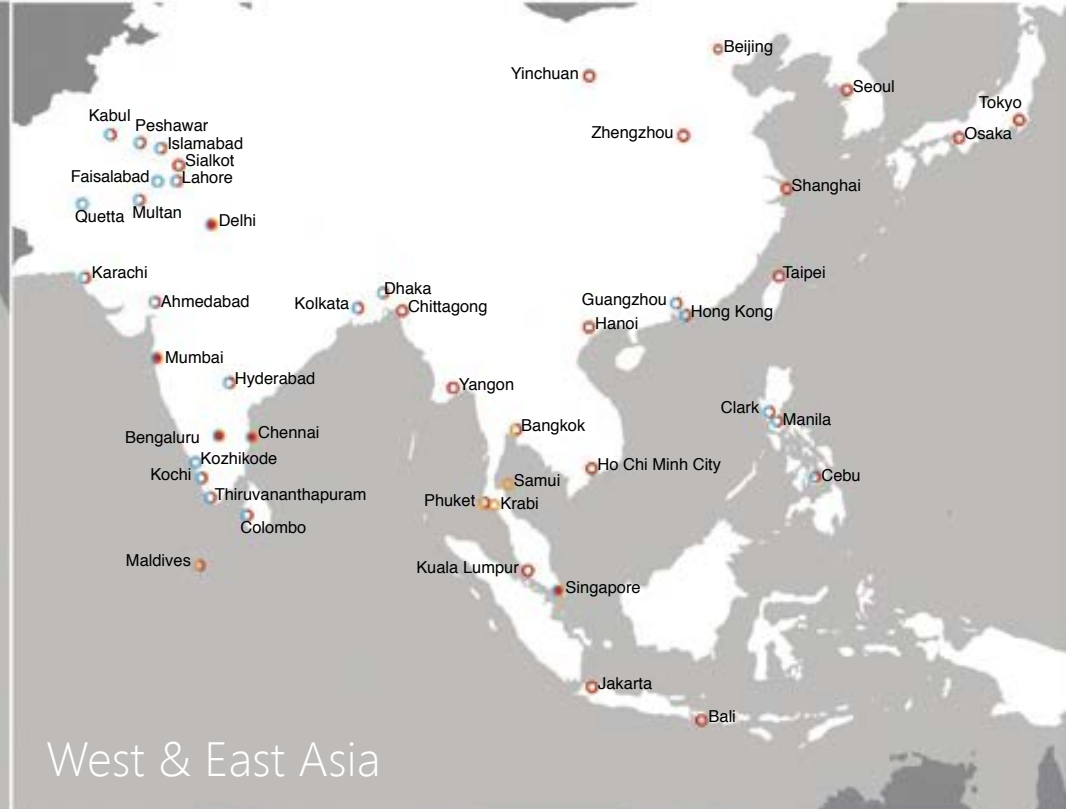 Beijing
Yinchuan
Seoul
Tokyo
Kabul
Peshawar
Zhengzhou
Osaka
Islamabad
Sialkot
Faisalabad
Lahore
Shanghai
Quetta
Multan
Delhi
Karachi
Taipei
Dhaka
Ahmedabad
Kolkata
Chittagong
Guangzhou
Hong Kong
Hanoi
Mumbai
Hyderabad
Yangon
Clark
Manila
Bangkok
Bengaluru
Chennai
Kozhikode
Kochi
Ho Chi Minh City
Cebu
Samui
Thiruvananthapuram
Phuket
Krabi
Colombo
Maldives
Kuala Lumpur
Singapore
Jakarta
Bali
West & East Asia